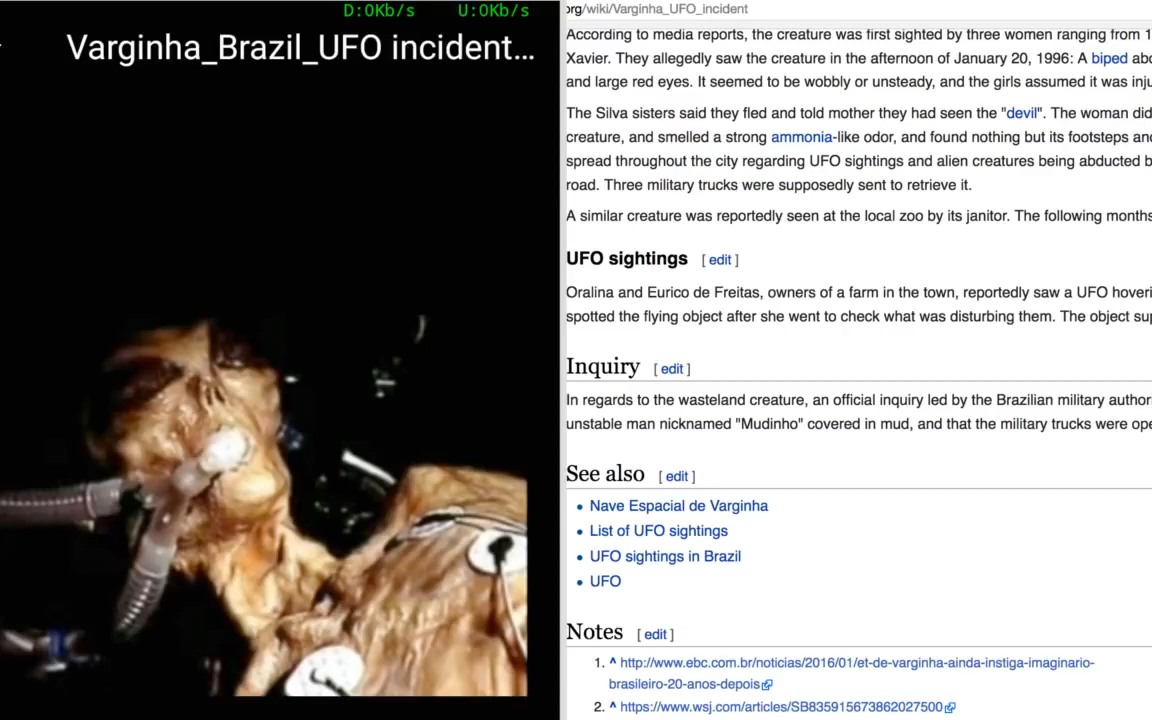 D:0Kb/s U:0Kb/s
Varginha_Brazil_UFO incident...
org/wiki/Varginha_UFO_incident
According to media reports, the creature was first sighted by three women ranging from 1
Xavier. They allegedly saw the creature in the afternoon of January 20, 1996: A biped abo
and large red eyes. It seemed to be wobbly or unsteady, and the girls assumed it was inju
The Silva sisters said they fled and told mother they had seen the "devil". The woman did
creature, and smelled a strong ammonia-like odor, and found nothing but its footsteps and
spread throughout the city regarding UFO sightings and alien creatures being abducted b
road. Three military trucks were supposedly sent to retrieve it.
A similar creature was reportedly seen at the local zoo by its janitor. The following months
UFO sightings [ edit ]
Oralina and Eurico de Freitas, owners of a farm in the town, reportedly saw a UFO hoveri
spotted the flying object after she went to check what was disturbing them. The object sup
Inquiry [ edit ]
In regards to the wasteland creature, an official inquiry led by the Brazilian military author
unstable man nicknamed "Mudinho" covered in mud, and that the military trucks were ope
See also [ edit ]
• Nave Espacial de Varginha
• List of UFO sightings
• UFO sightings in Brazil
• UFO
Notes [ edit ]
1. ^ http://www.ebc.com.br/noticias/2016/01/et-de-varginha-ainda-instiga-imaginario-
brasileiro-20-anos-depois
2. ^ https://www.wsj.com/articles/SB835915673862027500